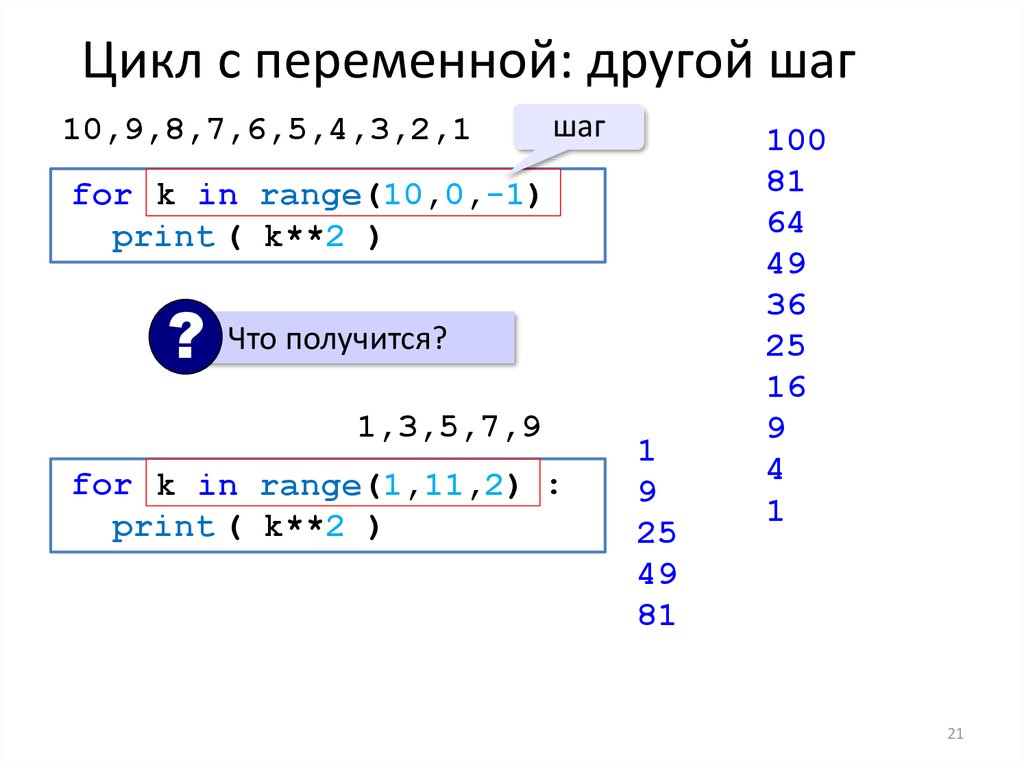 Цикл с переменной: другой шаг
10,9,8,7,6,5,4,3,2,1
шаг
for k in range(10,0,-1)
print( k**2 )
? Что получится?
1,3,5,7,9
for k in range(1,11,2) :
print( k**2 )
1
9
25
49
81
100
81
64
49
36
25
16
9
4
1
21